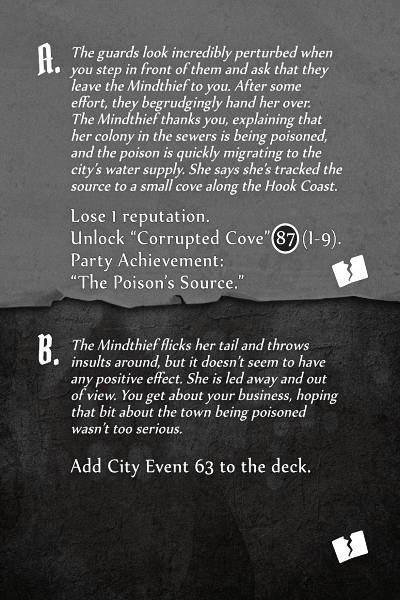 A. The guards look incredibly perturbed when
you step in front of them and ask that they
leave the Mindthief to you. After some
effort, they begrudgingly hand her over.
The Mindthief thanks you, explaining that
her colony in the sewers is being poisoned,
and the poison is quickly migrating to the
city's water supply. She says she's tracked the
source to a small cove along the Hook Coast.
Lose 1 reputation.
Unlock “Corrupted Cove” 87 (I-9).
Party Achievement:
“The Poison's Source.”
B. The Mindthief flicks her tail and throws
insults around, but it doesn't seem to have
any positive effect. She is led away and out
of view. You get about your business, hoping
that bit about the town being poisoned
wasn't too serious.
Add City Event 63 to the deck.